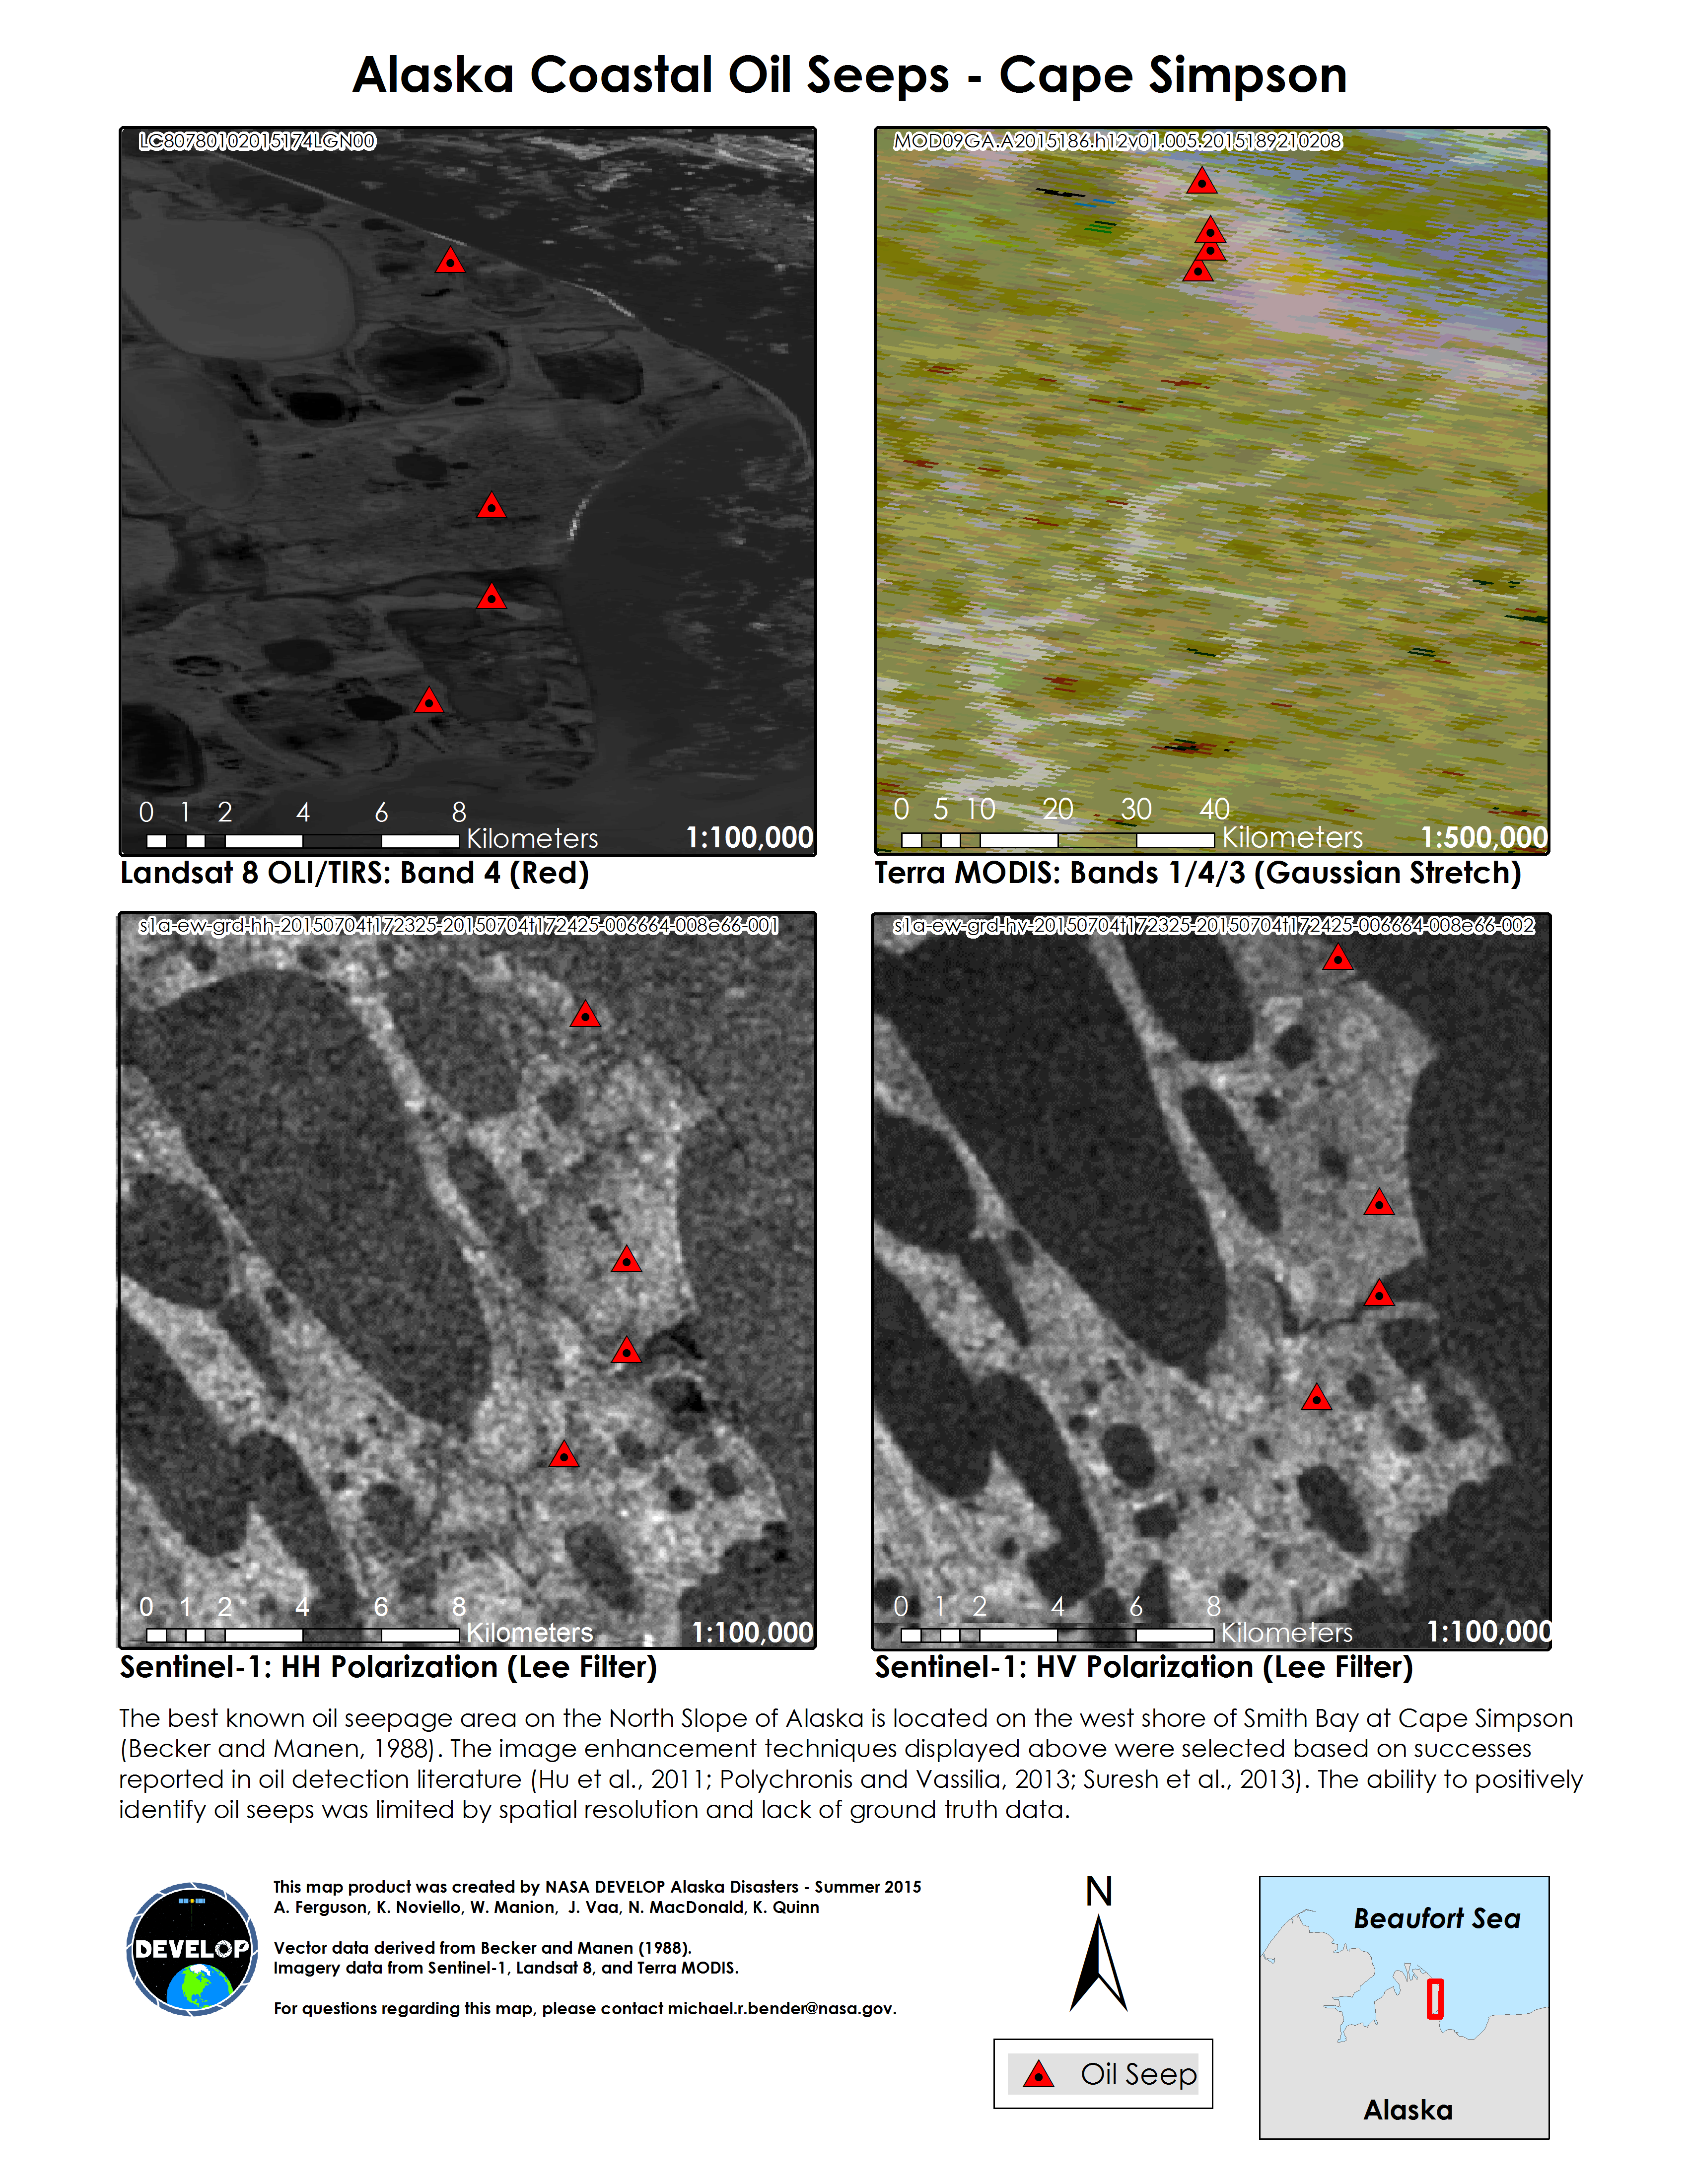 Alaska Coastal Oil Seeps - Cape Simpson
LC80780102015174LGN00
0 1 2 4 6 8
Kilometers
1:100,000
Landsat 8 OLI/TIRS: Band 4 (Red)
MOD09GA.A2015186.h12v01.005.2015189210208
0 5 10 20 30 40
Kilometers
1:500,000
Terra MODIS: Bands 1/4/3 (Gaussian Stretch)
s1a-ew-grd-hh-20150704t172325-20150704t172425-006664-008e66-001
0 1 2 4 6 8
Kilometers
1:100,000
Sentinel-1: HH Polarization (Lee Filter)
s1a-ew-grd-hv-20150704t172325-20150704t172425-006664-008e66-002
0 1 2 4 6 8
Kilometers
1:100,000
Sentinel-1: HV Polarization (Lee Filter)
The best known oil seepage area on the North Slope of Alaska is located on the west shore of Smith Bay at Cape Simpson
(Becker and Manen, 1988). The image enhancement techniques displayed above were selected based on successes
reported in oil detection literature (Hu et al., 2011; Polychronis and Vassilia, 2013; Suresh et al., 2013). The ability to positively
identify oil seeps was limited by spatial resolution and lack of ground truth data.
DEVELOP
This map product was created by NASA DEVELOP Alaska Disasters - Summer 2015
A. Ferguson, K. Noviello, W. Manion, J. Vaa, N. MacDonald, K. Quinn
Vector data derived from Becker and Manen (1988).
Imagery data from Sentinel-1, Landsat 8, and Terra MODIS.
For questions regarding this map, please contact michael.r.bender@nasa.gov.
N
Oil Seep
Beaufort Sea
Alaska